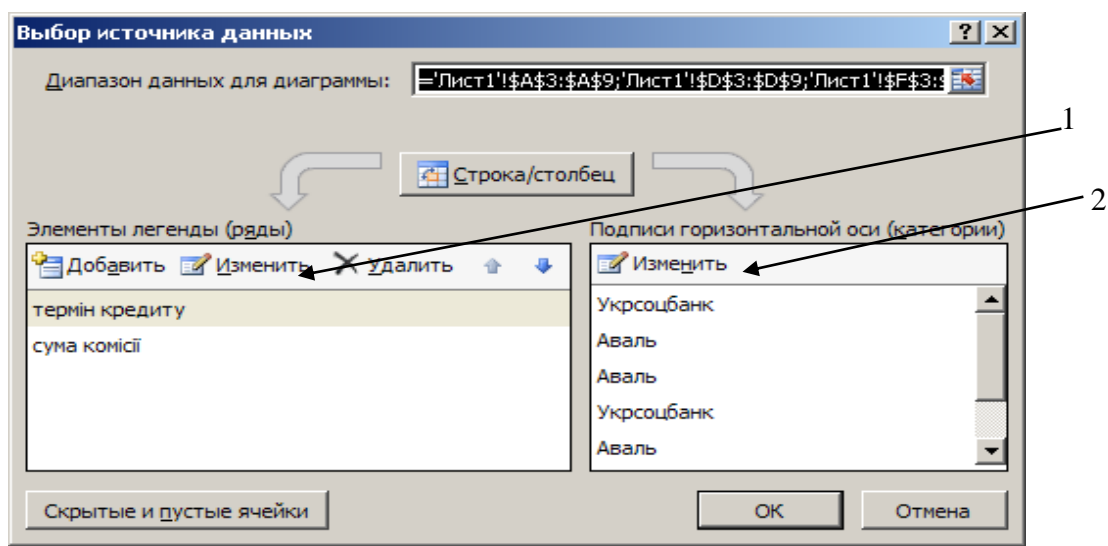 Выбор источника данных
Диапазон данных для диаграммы: ='Лист1'!$A$3:$A$9;'Лист1'!$D$3:$D$9;'Лист1'!$F$3:$
1
Строка/столбец
2
Элементы легенды (ряды)
Подписи горизонтальной оси (категории)
Добавить Изменить Удалить
Изменить
термін кредиту
Укрсоцбанк
сума комісії
Аваль
Аваль
Укрсоцбанк
Аваль
Скрытые и пустые ячейки
ОК Отмена